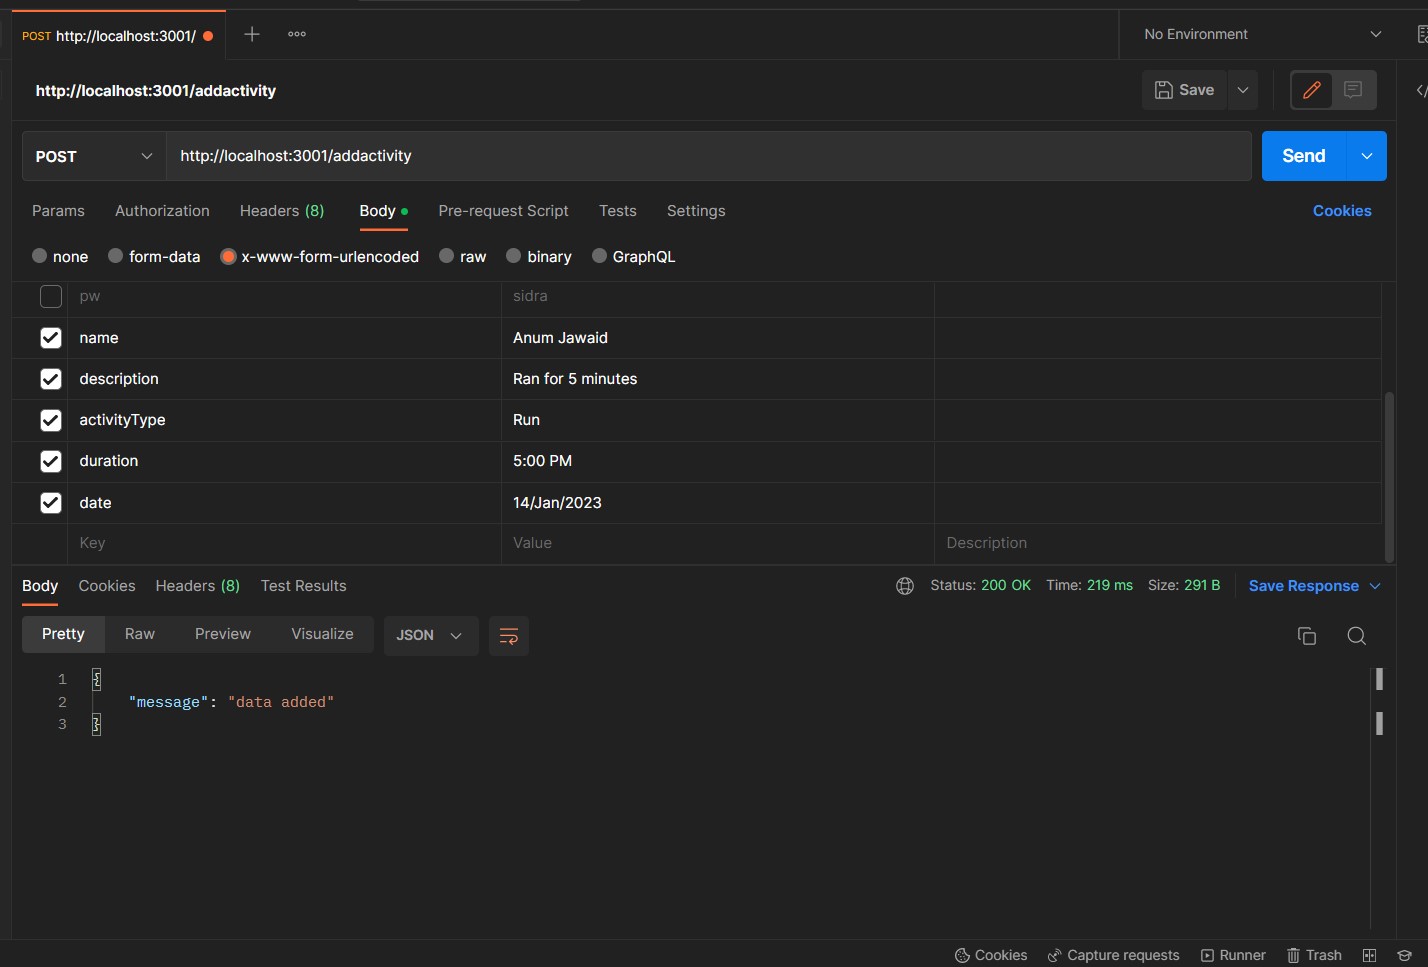 POST http://localhost:3001/
No Environment
http://localhost:3001/addactivity
Save
POST http://localhost:3001/addactivity Send
Params Authorization Headers (8) Body Pre-request Script Tests Settings Cookies
none form-data x-www-form-urlencoded raw binary GraphQL
pw sidra
name Anum Jawaid
description Ran for 5 minutes
activityType Run
duration 5:00 PM
date 14/Jan/2023
Key Value Description
Body Cookies Headers (8) Test Results Status: 200 OK Time: 219 ms Size: 291 B Save Response
Pretty Raw Preview Visualize JSON
1 {
2 "message": "data added"
3 }
Cookies Capture requests Runner Trash